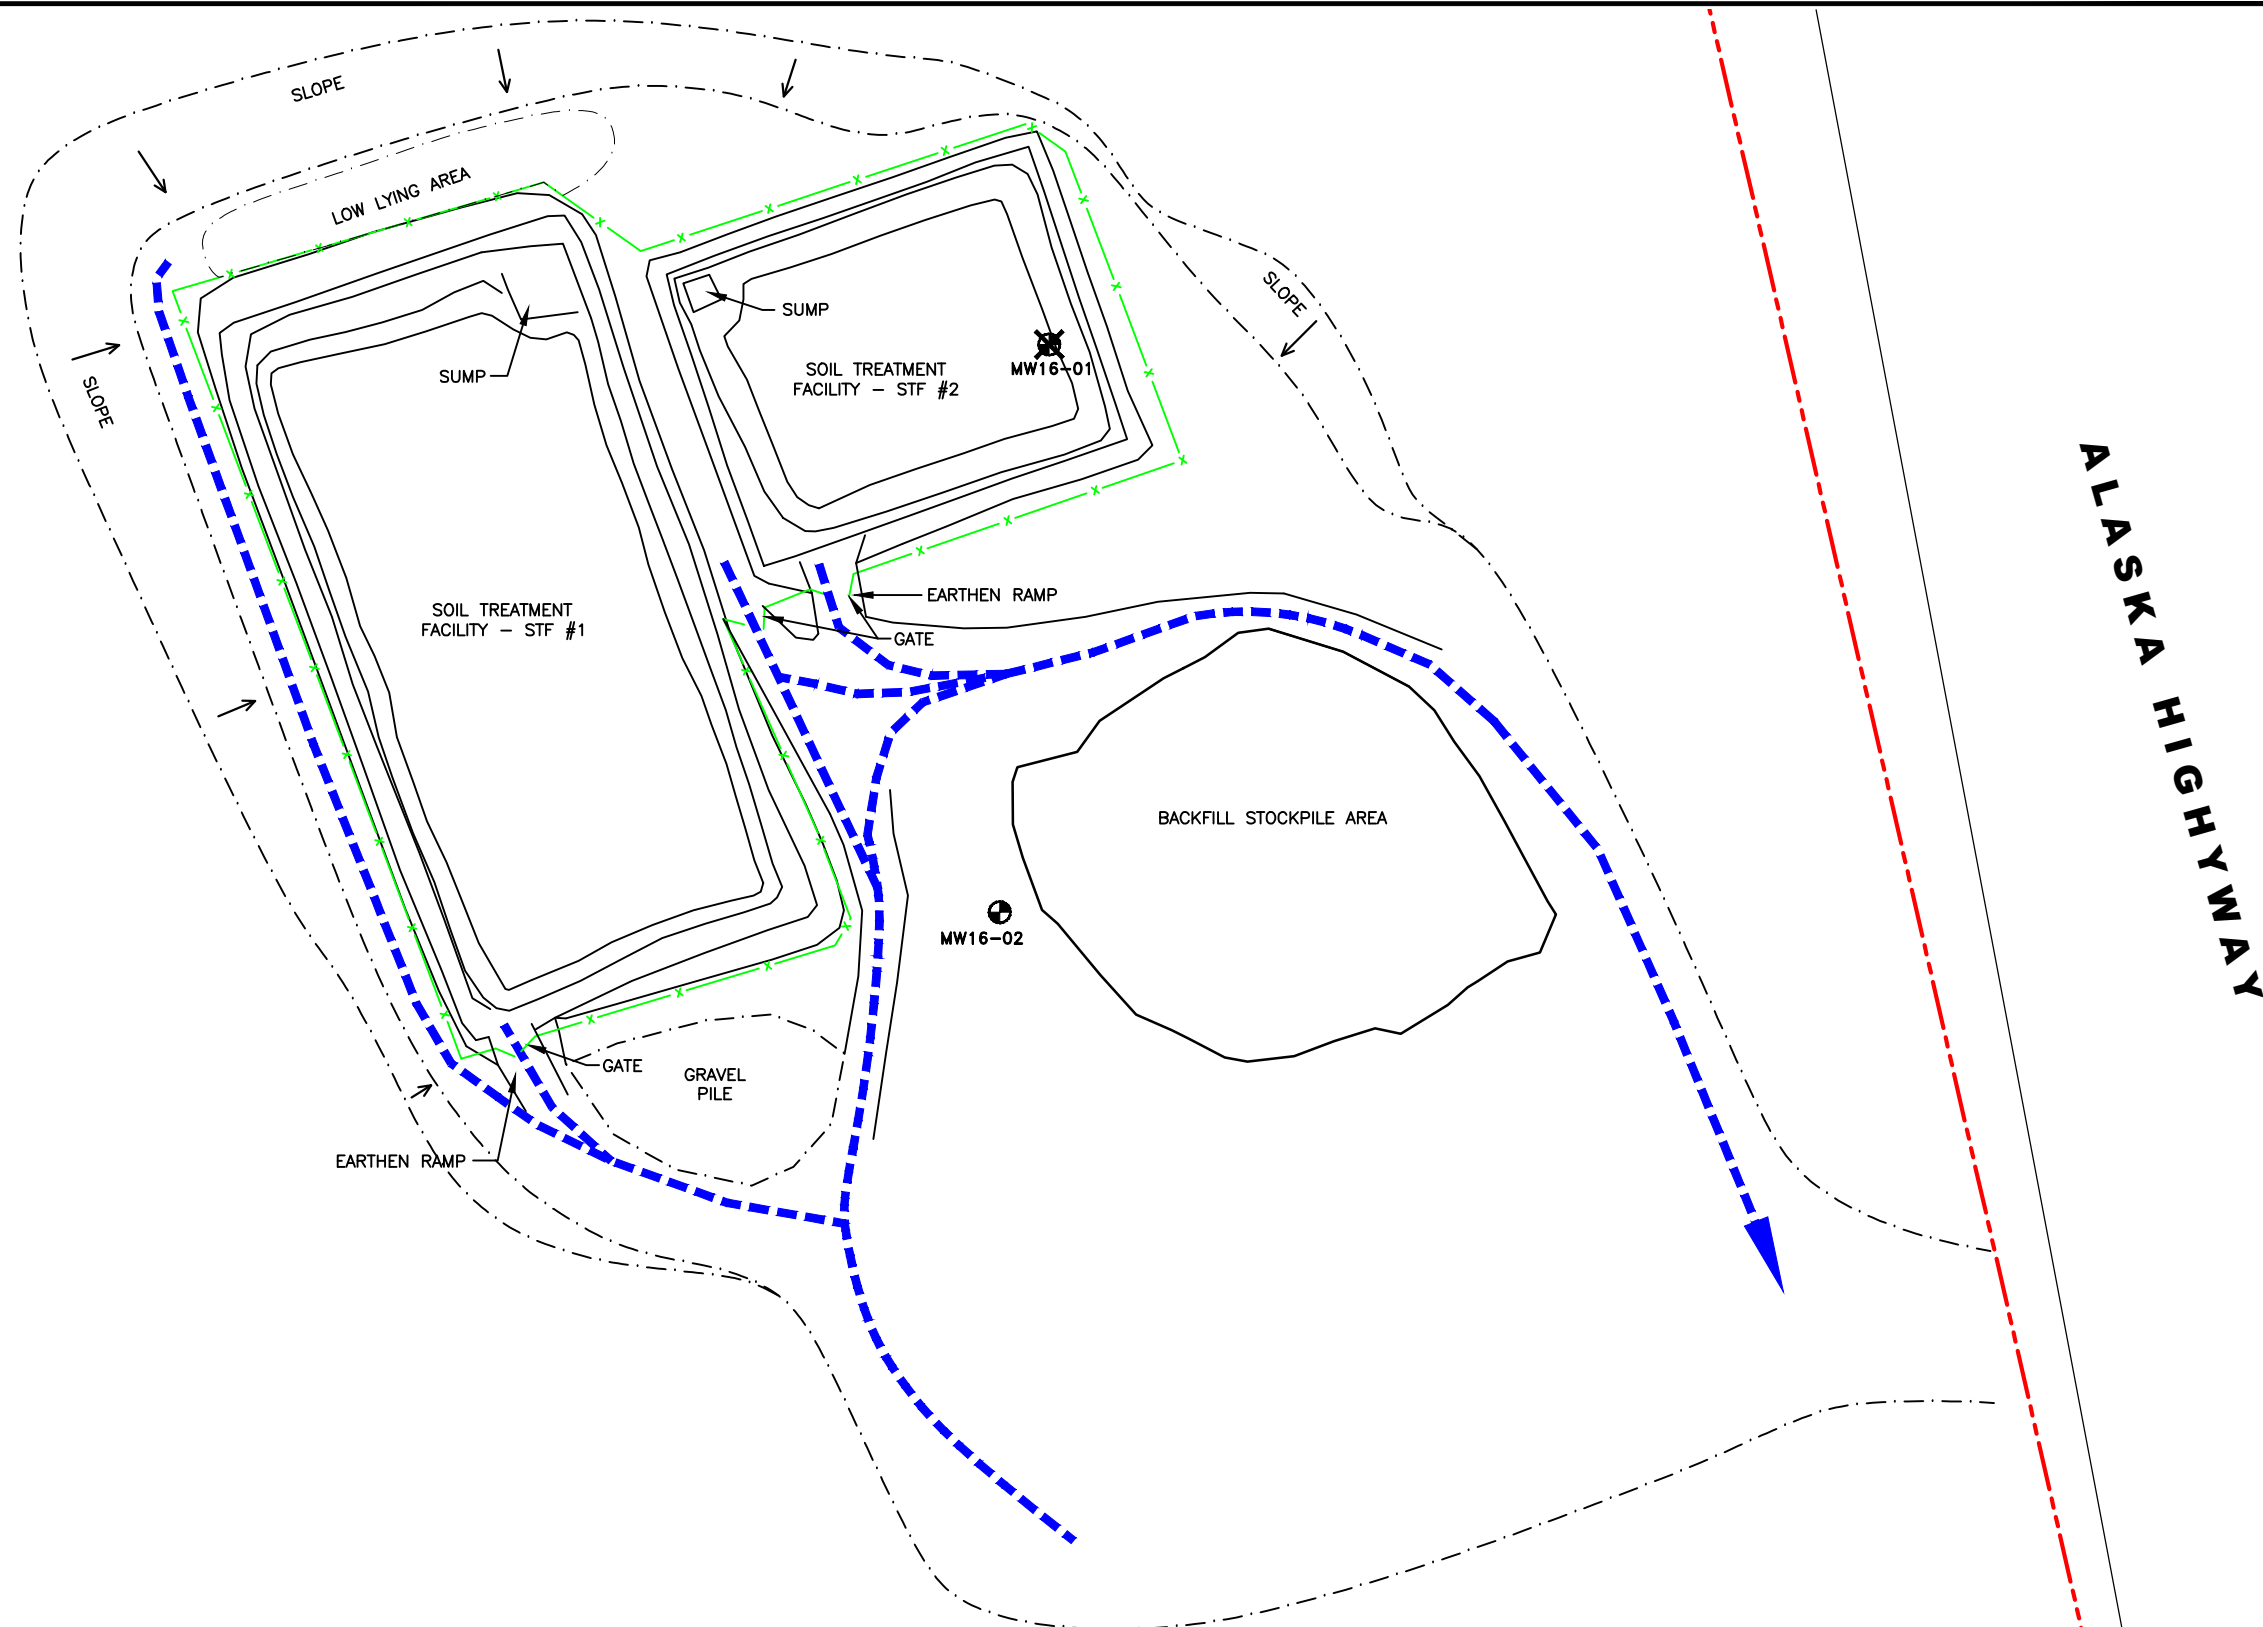 SLOPE
LOW LYING AREA
SLOPE
SUMP
SUMP
SOIL TREATMENT
FACILITY – STF #2
MW16-01
SLOPE
ALASKA HIGHWAY
SOIL TREATMENT
FACILITY – STF #1
EARTHEN RAMP
GATE
BACKFILL STOCKPILE AREA
MW16-02
GATE
GRAVEL
PILE
EARTHEN RAMP